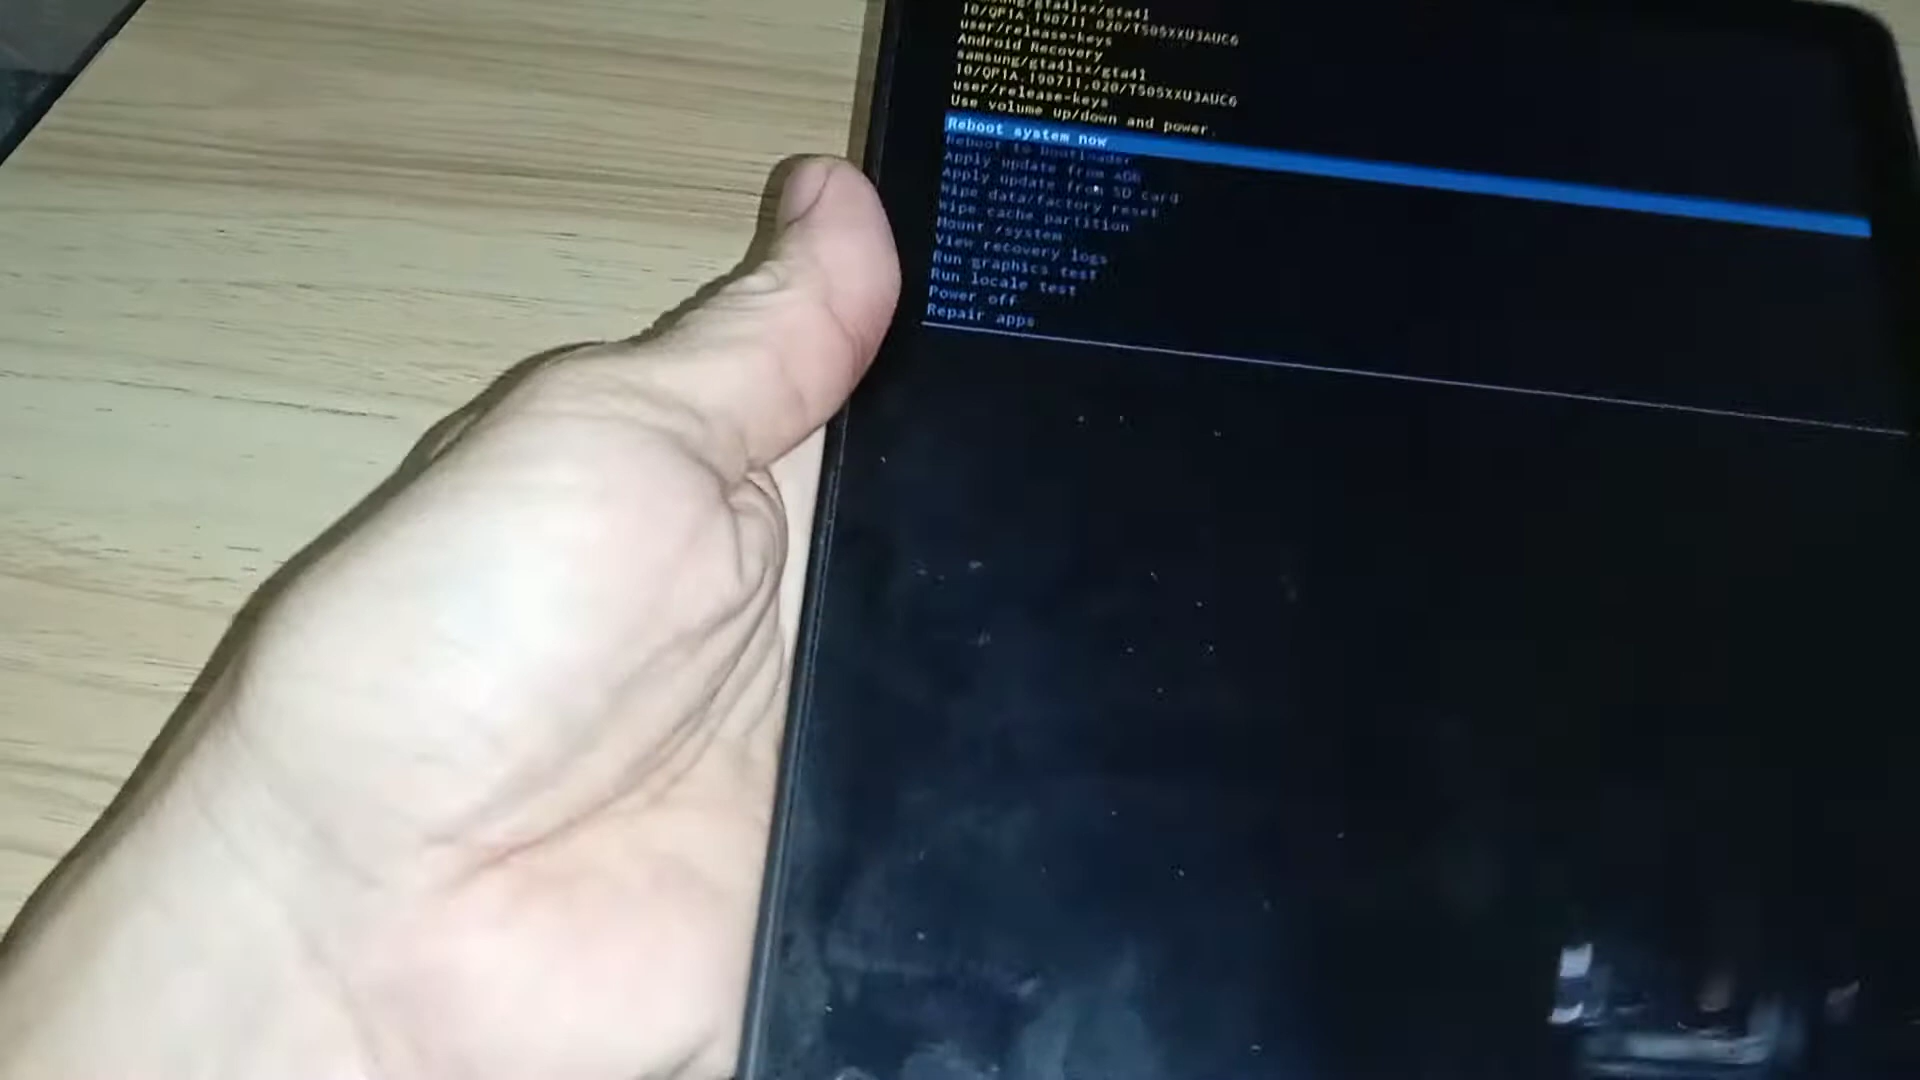 samsung/gta4lxx/gta4l
10/QP1A.190711.020/T505XXU3AUC6
user/release-keys
Android Recovery
samsung/gta4lxx/gta4l
10/QP1A.190711.020/T505XXU3AUC6
user/release-keys
Use volume up/down and power.
Reboot system now
Reboot to bootloader
Apply update from ADB
Apply update from SD card
Wipe data/factory reset
Wipe cache partition
Mount /system
View recovery logs
Run graphics test
Run locale test
Power off
Repair apps